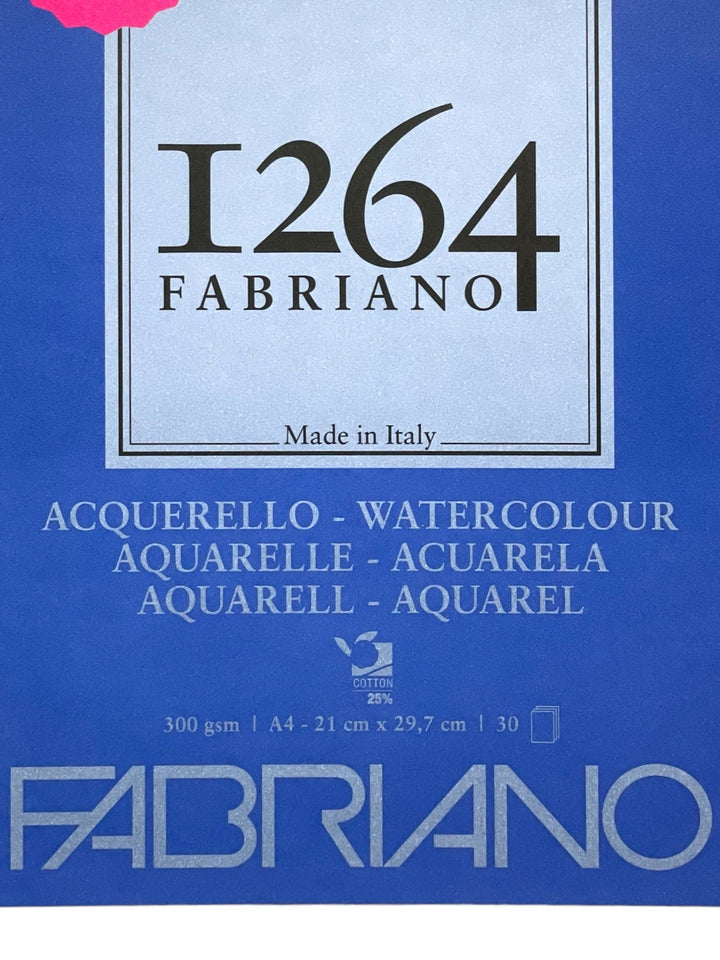 1264
FABRIANO
Made in Italy
ACQUERELLO - WATERCOLOUR
AQUARELLE - ACUARELA
AQUARELL - AQUAREL
COTTON
25%
300 gsm | A4 - 21 cm x 29,7 cm | 30
FABRIANO